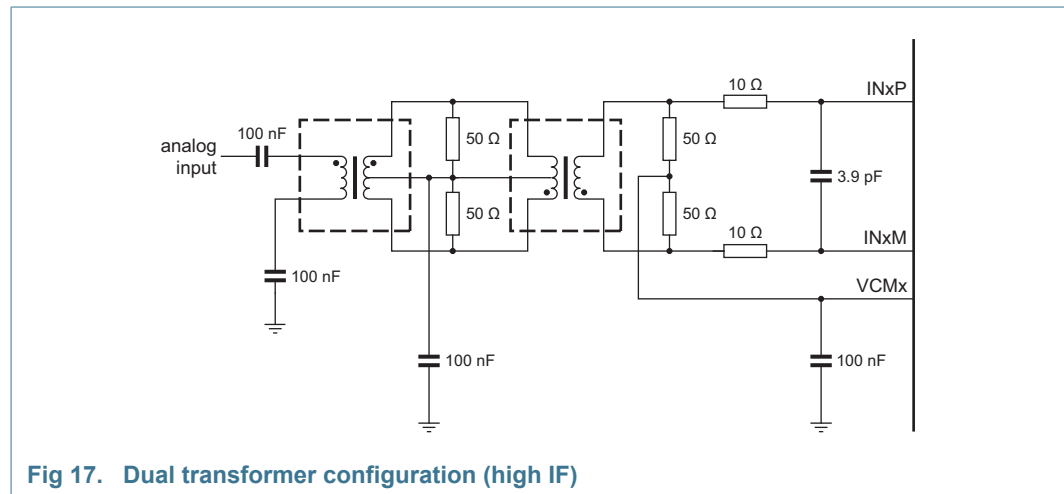 analog
input
100 nF
100 nF
50 Ω
50 Ω
100 nF
50 Ω
50 Ω
10 Ω
10 Ω
3.9 pF
INxP
INxM
VCMx
100 nF
Fig 17. Dual transformer configuration (high IF)